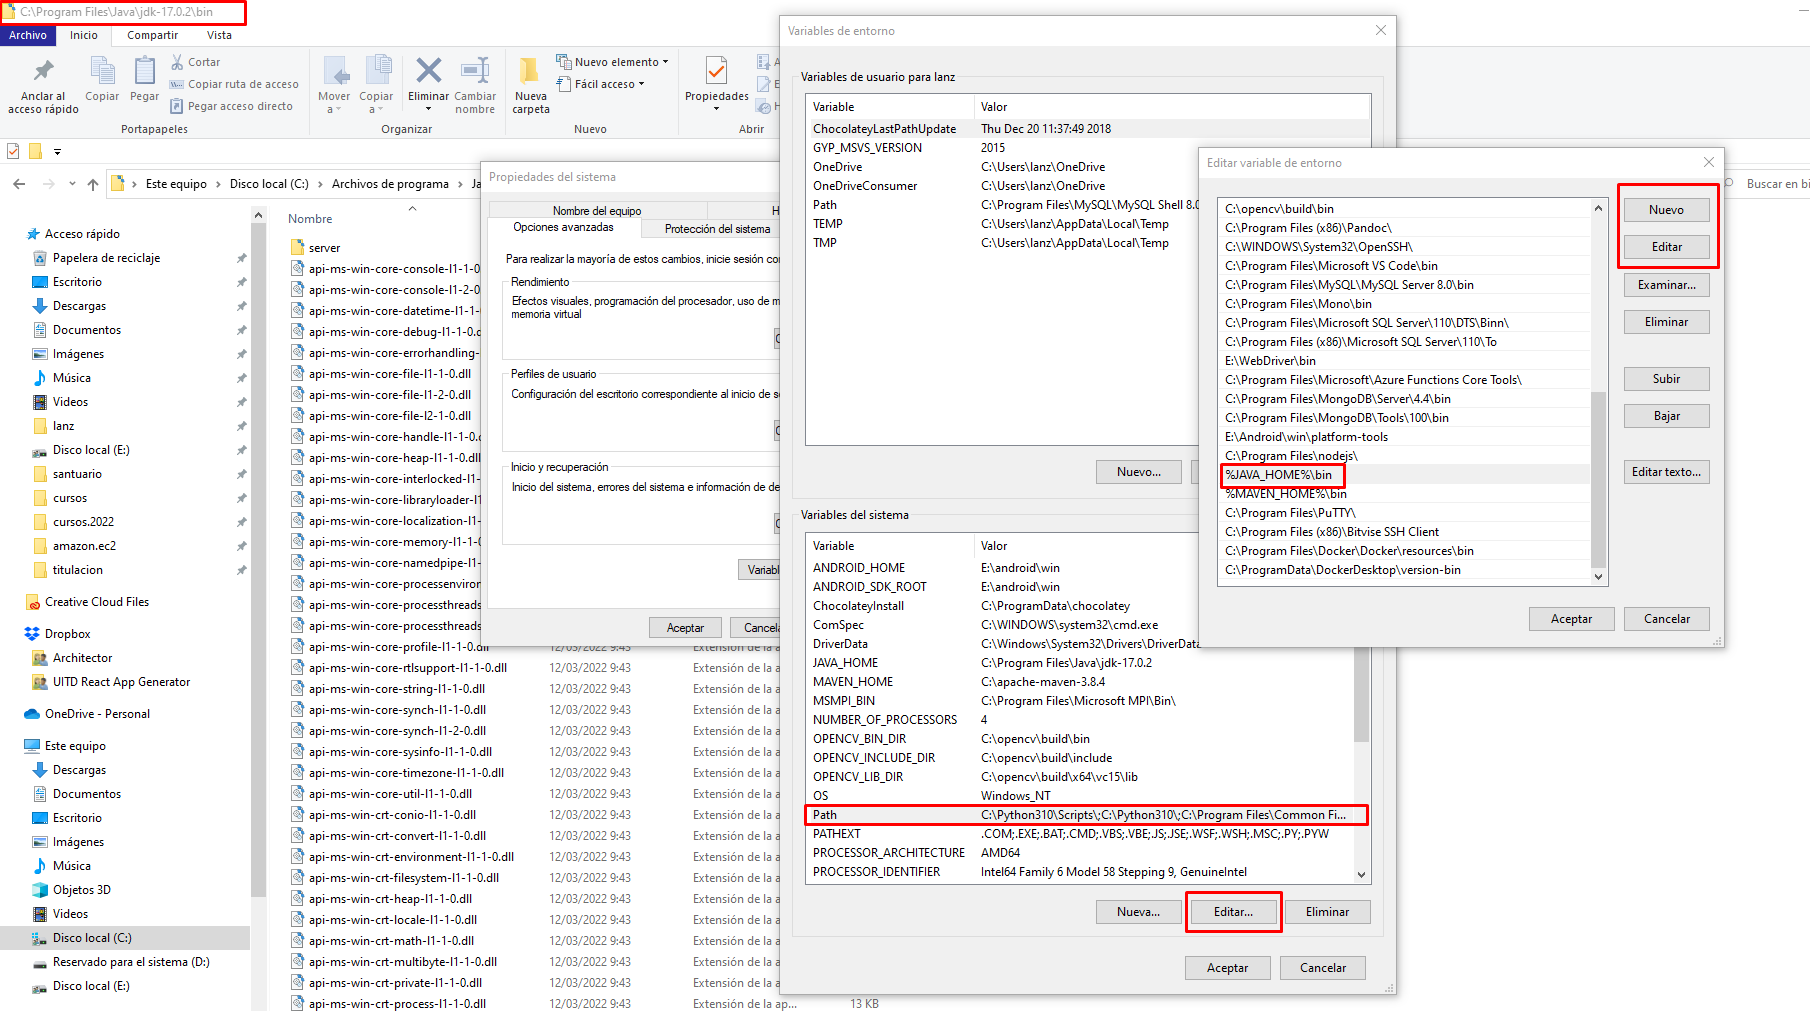 C:\Program Files\Java\jdk-17.0.2\bin
Archivo
Inicio
Compartir
Vista
Anclar al
acceso rápido
Copiar
Pegar
Cortar
Copiar ruta de acceso
Pegar acceso directo
Portapapeles
Mover
a
Copiar
a
Eliminar
Cambiar
nombre
Organizar
Nueva
carpeta
Nuevo elemento
Fácil acceso
Nuevo
Propiedades
Abrir
Este equipo
Disco local (C:)
Archivos de programa
Buscar en bi
Acceso rápido
Papelera de reciclaje
Escritorio
Descargas
Documentos
Imágenes
Música
Videos
lanz
Disco local (E:)
santuario
cursos
cursos.2022
amazon.ec2
titulacion
Creative Cloud Files
Dropbox
Architector
UITD React App Generator
OneDrive - Personal
Este equipo
Descargas
Documentos
Escritorio
Imágenes
Música
Objetos 3D
Videos
Disco local (C:)
Reservado para el sistema (D:)
Disco local (E:)
Nombre
server
api-ms-win-core-console-l1-1-0
api-ms-win-core-console-l1-2-0
api-ms-win-core-datetime-l1-1-0
api-ms-win-core-debug-l1-1-0.d
api-ms-win-core-errorhandling-
api-ms-win-core-file-l1-1-0.dll
api-ms-win-core-file-l1-2-0.dll
api-ms-win-core-file-l2-1-0.dll
api-ms-win-core-handle-l1-1-0.d
api-ms-win-core-heap-l1-1-0.dll
api-ms-win-core-interlocked-l1-
api-ms-win-core-libraryloader-l1
api-ms-win-core-localization-l1-
api-ms-win-core-memory-l1-1-0
api-ms-win-core-namedpipe-l1-
api-ms-win-core-processenviron
api-ms-win-core-processthreads
api-ms-win-core-processthreads
api-ms-win-core-profile-l1-1-0.dll 12/03/2022 9:43 Extensión de la a
api-ms-win-core-rtlsupport-l1-1-0.dll 12/03/2022 9:43 Extensión de la a
api-ms-win-core-string-l1-1-0.dll 12/03/2022 9:43 Extensión de la a
api-ms-win-core-synch-l1-1-0.dll 12/03/2022 9:43 Extensión de la a
api-ms-win-core-synch-l1-2-0.dll 12/03/2022 9:43 Extensión de la a
api-ms-win-core-sysinfo-l1-1-0.dll 12/03/2022 9:43 Extensión de la a
api-ms-win-core-timezone-l1-1-0.dll 12/03/2022 9:43 Extensión de la a
api-ms-win-core-util-l1-1-0.dll 12/03/2022 9:43 Extensión de la a
api-ms-win-crt-conio-l1-1-0.dll 12/03/2022 9:43 Extensión de la a
api-ms-win-crt-convert-l1-1-0.dll 12/03/2022 9:43 Extensión de la a
api-ms-win-crt-environment-l1-1-0.dll 12/03/2022 9:43 Extensión de la a
api-ms-win-crt-filesystem-l1-1-0.dll 12/03/2022 9:43 Extensión de la a
api-ms-win-crt-heap-l1-1-0.dll 12/03/2022 9:43 Extensión de la a
api-ms-win-crt-locale-l1-1-0.dll 12/03/2022 9:43 Extensión de la a
api-ms-win-crt-math-l1-1-0.dll 12/03/2022 9:43 Extensión de la a
api-ms-win-crt-multibyte-l1-1-0.dll 12/03/2022 9:43 Extensión de la a
api-ms-win-crt-private-l1-1-0.dll 12/03/2022 9:43 Extensión de la a
api-ms-win-crt-process-l1-1-0.dll 12/03/2022 9:43 Extensión de la ap... 13 KB
Propiedades del sistema
Nombre del equipo
H
Opciones avanzadas
Protección del sistema
Para realizar la mayoría de estos cambios, inicie sesión co
Rendimiento
Efectos visuales, programación del procesador, uso de m
memoria virtual
Perfiles de usuario
Configuración del escritorio correspondiente al inicio de se
Inicio y recuperación
Inicio del sistema, errores del sistema e información de de
Variabl
Aceptar
Cancela
Variables de entorno
Variables de usuario para lanz
Variable Valor
ChocolateyLastPathUpdate Thu Dec 20 11:37:49 2018
GYP_MSVS_VERSION 2015
OneDrive C:\Users\lanz\OneDrive
OneDriveConsumer C:\Users\lanz\OneDrive
Path C:\Program Files\MySQL\MySQL Shell 8.0
TEMP C:\Users\lanz\AppData\Local\Temp
TMP C:\Users\lanz\AppData\Local\Temp
Nuevo...
Variables del sistema
Variable Valor
ANDROID_HOME E:\android\win
ANDROID_SDK_ROOT E:\android\win
ChocolateyInstall C:\ProgramData\chocolatey
ComSpec C:\WINDOWS\system32\cmd.exe
DriverData C:\Windows\System32\Drivers\DriverData
JAVA_HOME C:\Program Files\Java\jdk-17.0.2
MAVEN_HOME C:\apache-maven-3.8.4
MSMPI_BIN C:\Program Files\Microsoft MPI\Bin\
NUMBER_OF_PROCESSORS 4
OPENCV_BIN_DIR C:\opencv\build\bin
OPENCV_INCLUDE_DIR C:\opencv\build\include
OPENCV_LIB_DIR C:\opencv\build\x64\vc15\lib
OS Windows_NT
Path C:\Python310\Scripts\;C:\Python310\;C:\Program Files\Common Fi...
PATHEXT .COM;.EXE;.BAT;.CMD;.VBS;.VBE;.JS;.JSE;.WSF;.WSH;.MSC;.PY;.PYW
PROCESSOR_ARCHITECTURE AMD64
PROCESSOR_IDENTIFIER Intel64 Family 6 Model 58 Stepping 9, GenuineIntel
Nueva...
Editar...
Eliminar
Aceptar
Cancelar
Editar variable de entorno
C:\opencv\build\bin
C:\Program Files (x86)\Pandoc\
C:\WINDOWS\System32\OpenSSH\
C:\Program Files\Microsoft VS Code\bin
C:\Program Files\MySQL\MySQL Server 8.0\bin
C:\Program Files\Mono\bin
C:\Program Files\Microsoft SQL Server\110\DTS\Binn\
C:\Program Files (x86)\Microsoft SQL Server\110\To
E:\WebDriver\bin
C:\Program Files\Microsoft\Azure Functions Core Tools\
C:\Program Files\MongoDB\Server\4.4\bin
C:\Program Files\MongoDB\Tools\100\bin
E:\Android\win\platform-tools
C:\Program Files\nodejs\
%JAVA_HOME%\bin
%MAVEN_HOME%\bin
C:\Program Files\PuTTY\
C:\Program Files (x86)\Bitvise SSH Client
C:\Program Files\Docker\Docker\resources\bin
C:\ProgramData\DockerDesktop\version-bin
Nuevo
Editar
Examinar...
Eliminar
Subir
Bajar
Editar texto...
Aceptar
Cancelar